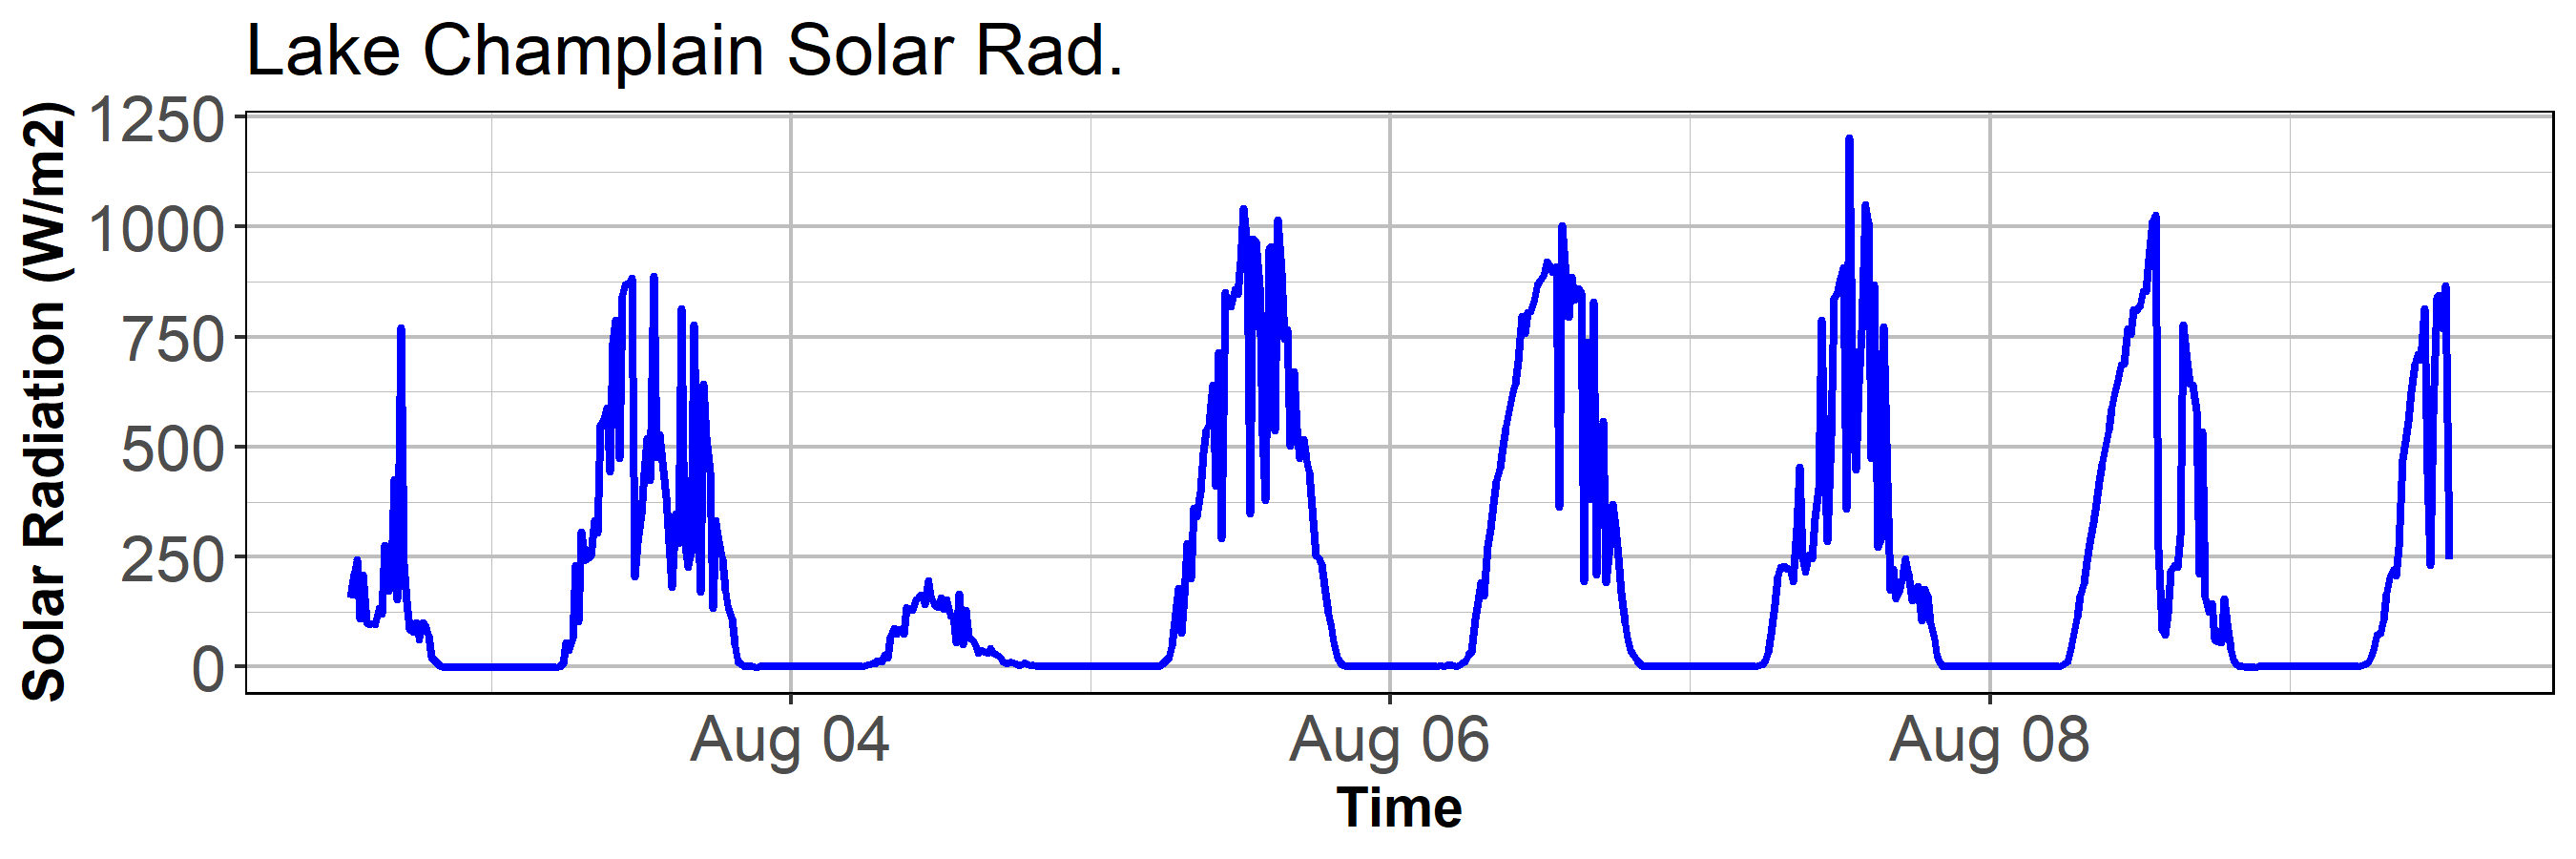 Lake Champlain Solar Rad.
Solar Radiation (W/m2)
1250
1000
750
500
250
0
Aug 04 Aug 06 Aug 08
Time